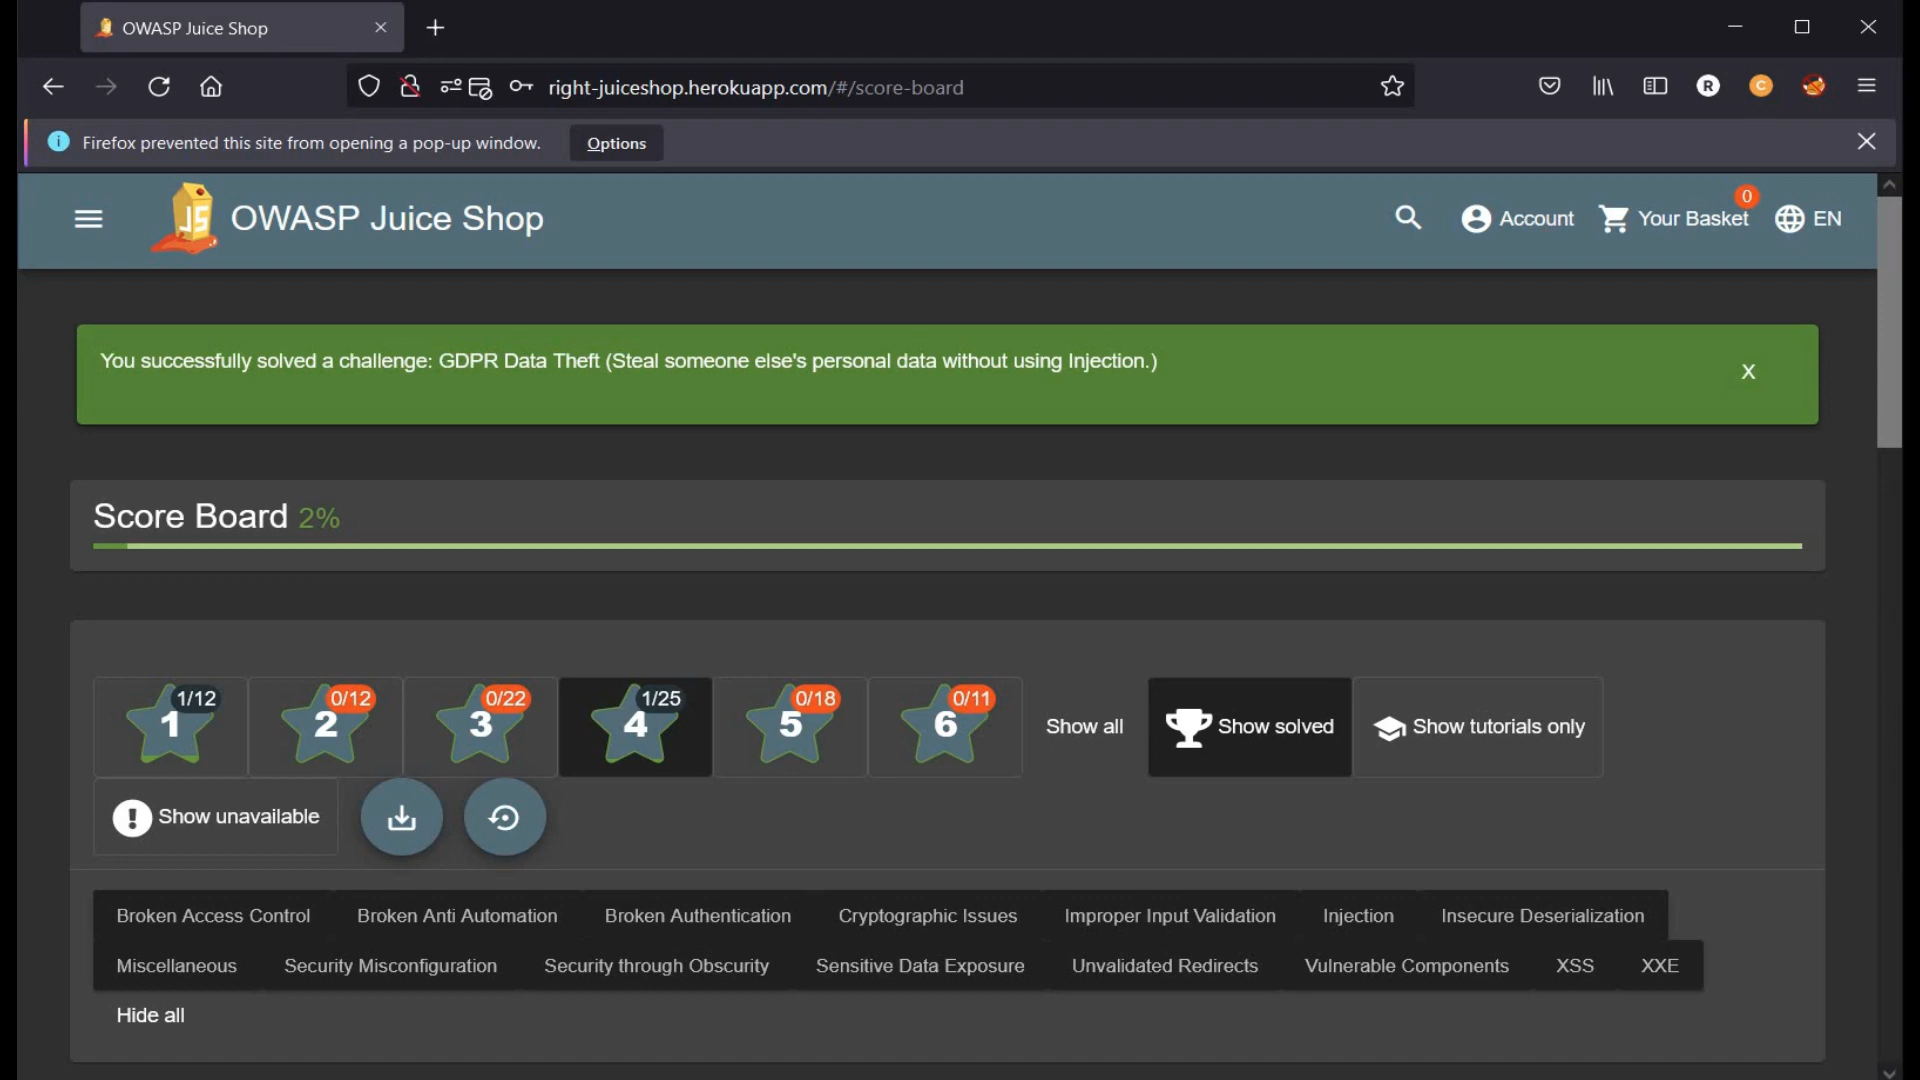 OWASP Juice Shop
right-juiceshop.herokuapp.com/#/score-board
R
C
Firefox prevented this site from opening a pop-up window. Options
JS OWASP Juice Shop
Account
0
Your Basket
EN
You successfully solved a challenge: GDPR Data Theft (Steal someone else's personal data without using Injection.)
X
Score Board 2%
1 1/12
2 0/12
3 0/22
4 1/25
5 0/18
6 0/11
Show all
Show solved
Show tutorials only
! Show unavailable
Broken Access Control Broken Anti Automation Broken Authentication Cryptographic Issues Improper Input Validation Injection Insecure Deserialization
Miscellaneous Security Misconfiguration Security through Obscurity Sensitive Data Exposure Unvalidated Redirects Vulnerable Components XSS XXE
Hide all